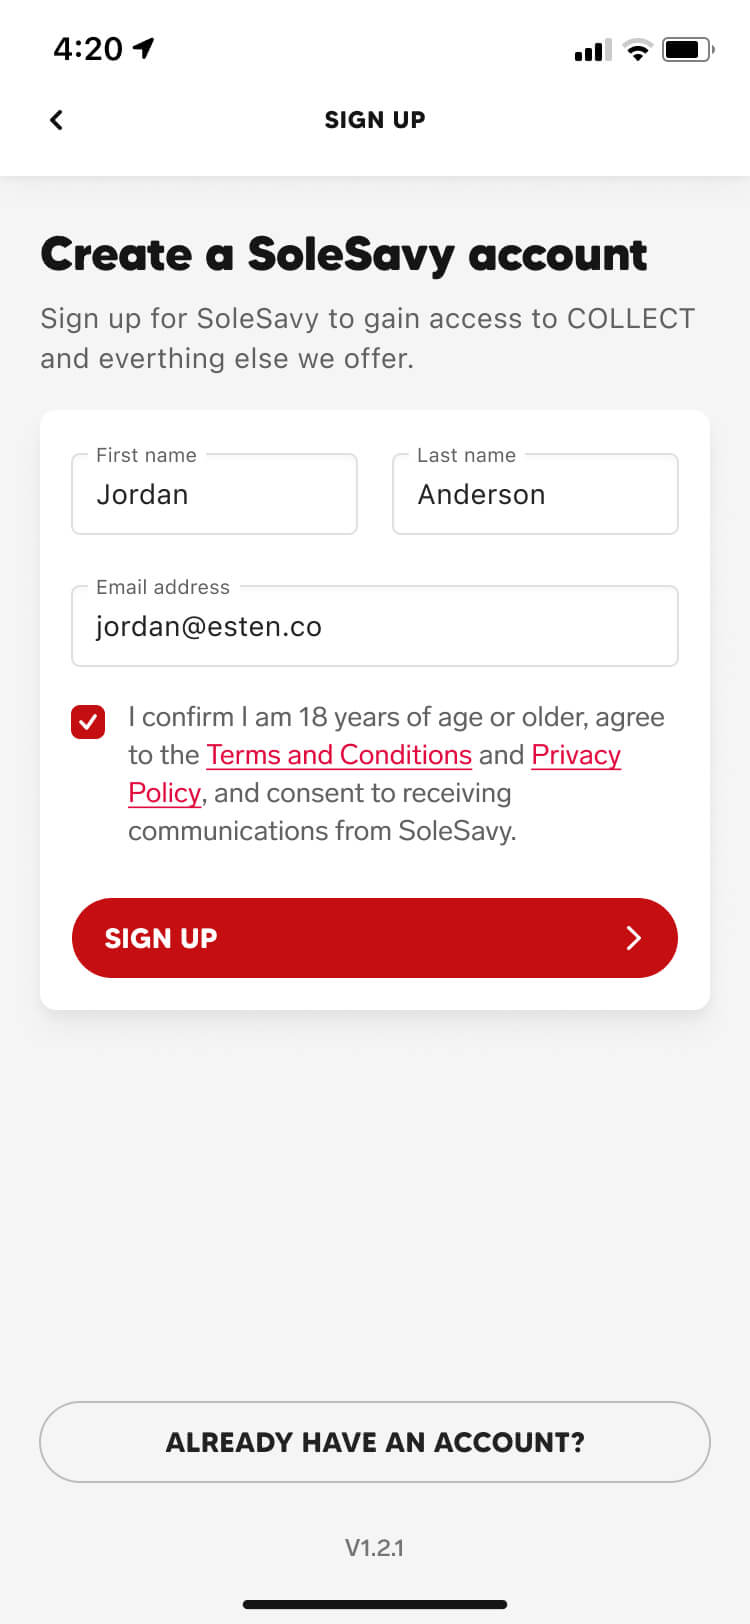 4:20
SIGN UP
Create a SoleSavy account
Sign up for SoleSavy to gain access to COLLECT
and everthing else we offer.
First name
Jordan
Last name
Anderson
Email address
jordan@esten.co
I confirm I am 18 years of age or older, agree
to the Terms and Conditions and Privacy
Policy, and consent to receiving
communications from SoleSavy.
SIGN UP
ALREADY HAVE AN ACCOUNT?
V1.2.1